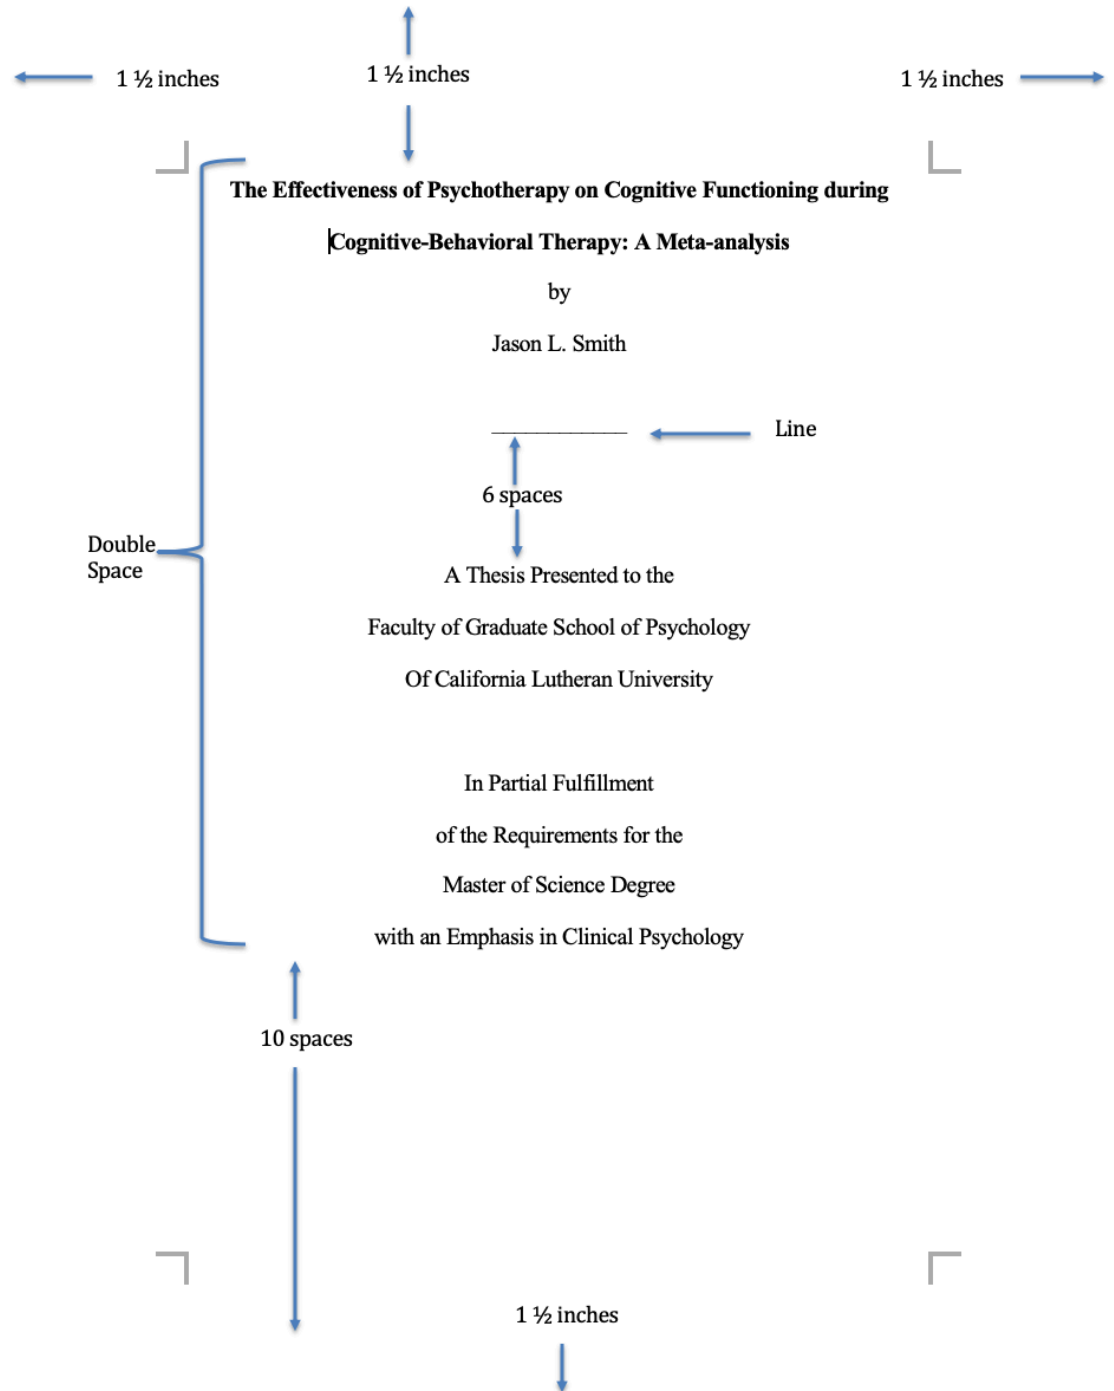 1 ½ inches
1 ½ inches
1 ½ inches
The Effectiveness of Psychotherapy on Cognitive Functioning during
Cognitive-Behavioral Therapy: A Meta-analysis
by
Jason L. Smith
Line
6 spaces
Double
Space
A Thesis Presented to the
Faculty of Graduate School of Psychology
Of California Lutheran University
In Partial Fulfillment
of the Requirements for the
Master of Science Degree
with an Emphasis in Clinical Psychology
10 spaces
1 ½ inches